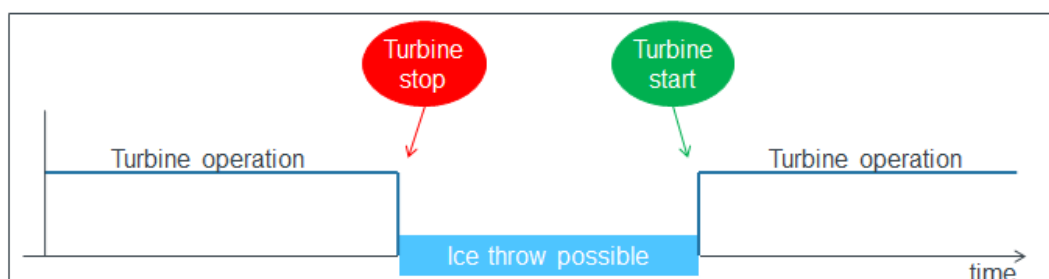 Turbine
stop
Turbine
start
Turbine operation
Turbine operation
Ice throw possible
time